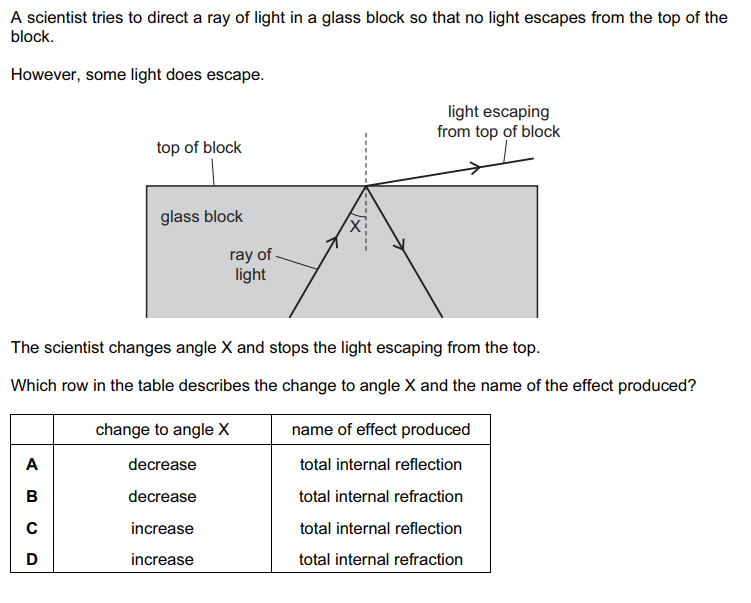 A scientist tries to direct a ray of light in a glass block so that no light escapes from the top of the
block.
However, some light does escape.
light escaping
from top of block
top of block
glass block
X
ray of
light
The scientist changes angle X and stops the light escaping from the top.
Which row in the table describes the change to angle X and the name of the effect produced?
change to angle X name of effect produced
A decrease total internal reflection
B decrease total internal refraction
C increase total internal reflection
D increase total internal refraction